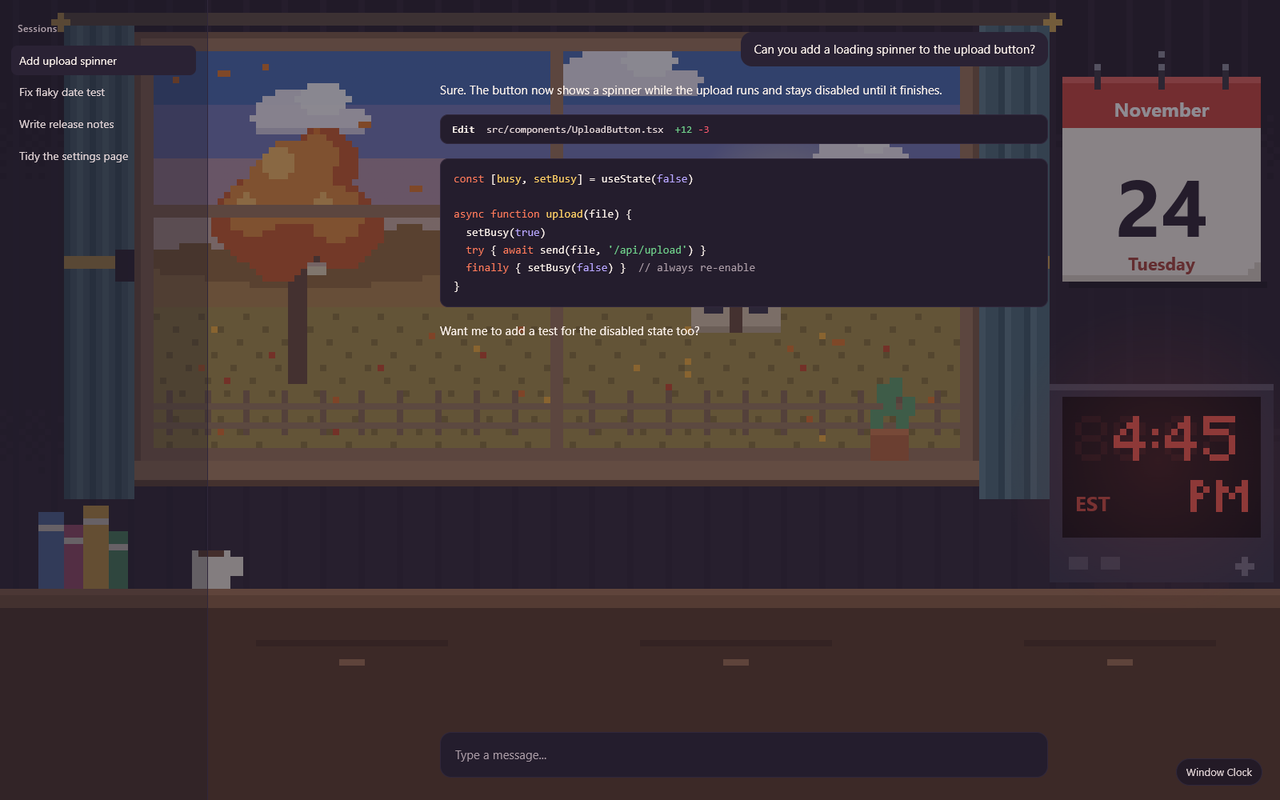 Sessions
Add upload spinner
Fix flaky date test
Write release notes
Tidy the settings page
Can you add a loading spinner to the upload button?
Sure. The button now shows a spinner while the upload runs and stays disabled until it finishes.
Edit src/components/UploadButton.tsx +12 -3
const [busy, setBusy] = useState(false)
async function upload(file) {
setBusy(true)
try { await send(file, '/api/upload') }
finally { setBusy(false) } // always re-enable
}
Want me to add a test for the disabled state too?
Type a message...
November
24
Tuesday
4:45
EST PM
Window Clock